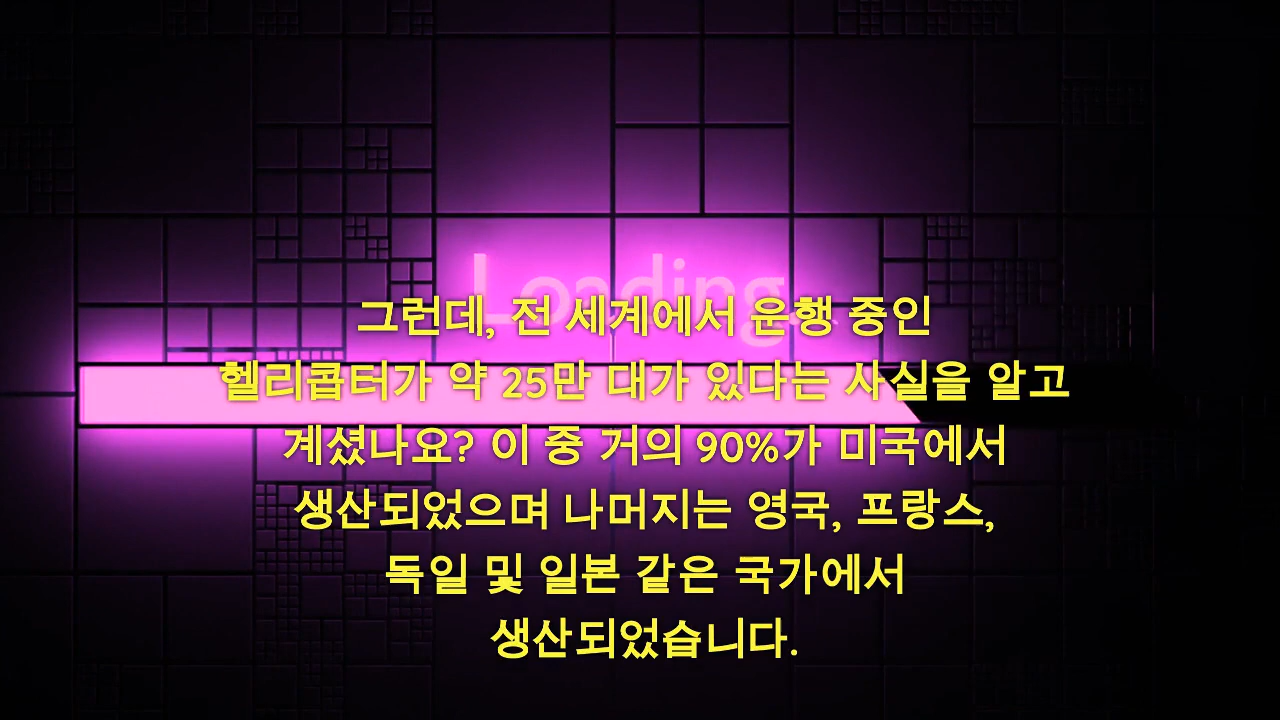 Loading...
그런데, 전 세계에서 운행 중인
헬리콥터가 약 25만 대가 있다는 사실을 알고
계셨나요? 이 중 거의 90%가 미국에서
생산되었으며 나머지는 영국, 프랑스,
독일 및 일본 같은 국가에서
생산되었습니다.